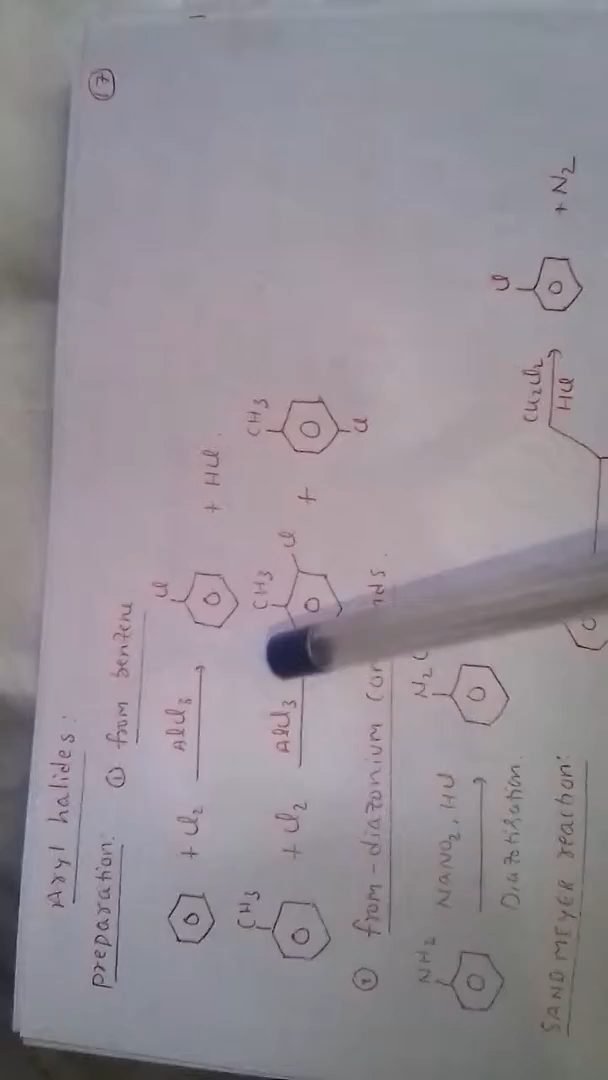 17
Aryl halides:
preparation: ① from benzene
+ Cl2 AlCl3 Cl + HCl.
CH3 + Cl2 AlCl3 CH3 Cl + CH3 Cl
② from - diazonium
NH2 NaNO2, HCl N2
Diazotisation.
SANDMEYER reaction:
Cu2Cl2 HCl Cl + N2